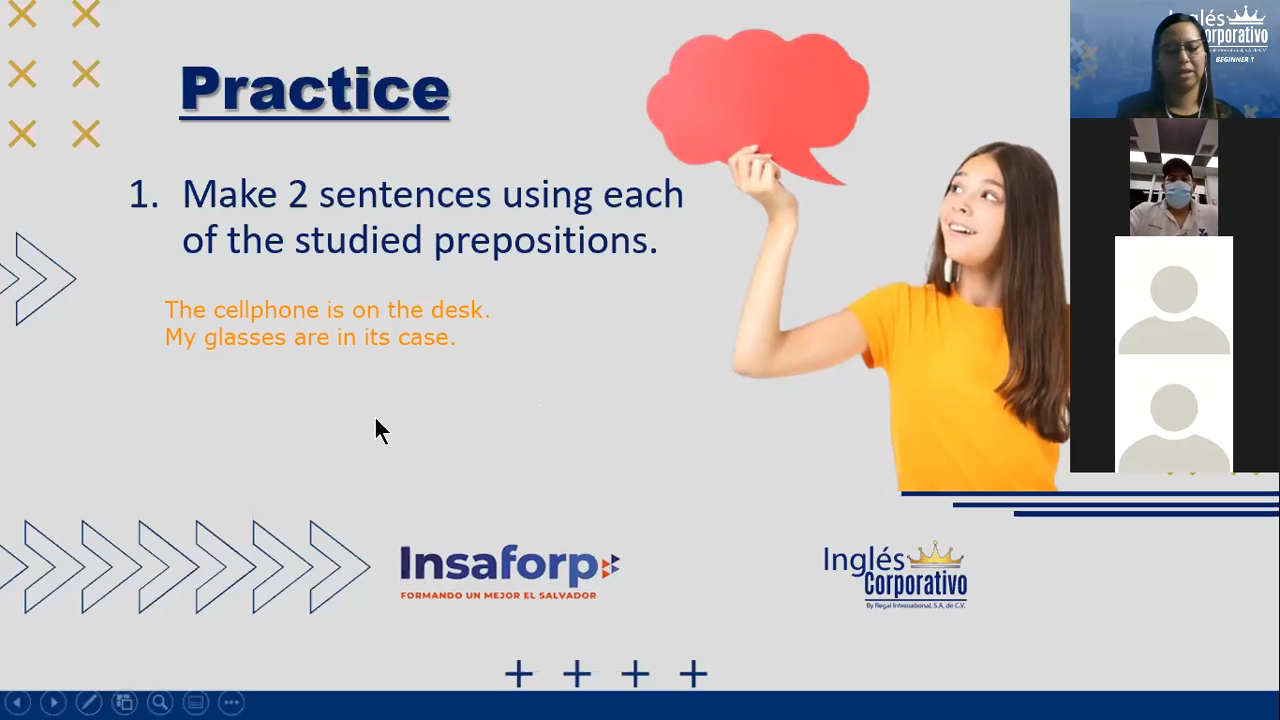 Practice
1. Make 2 sentences using each
of the studied prepositions.
The cellphone is on the desk.
My glasses are in its case.
Insaforp
FORMANDO UN MEJOR EL SALVADOR
Inglés
Corporativo
By Regal International, S.A. de C.V.
Inglés
Corporativo
BEGINNER 1